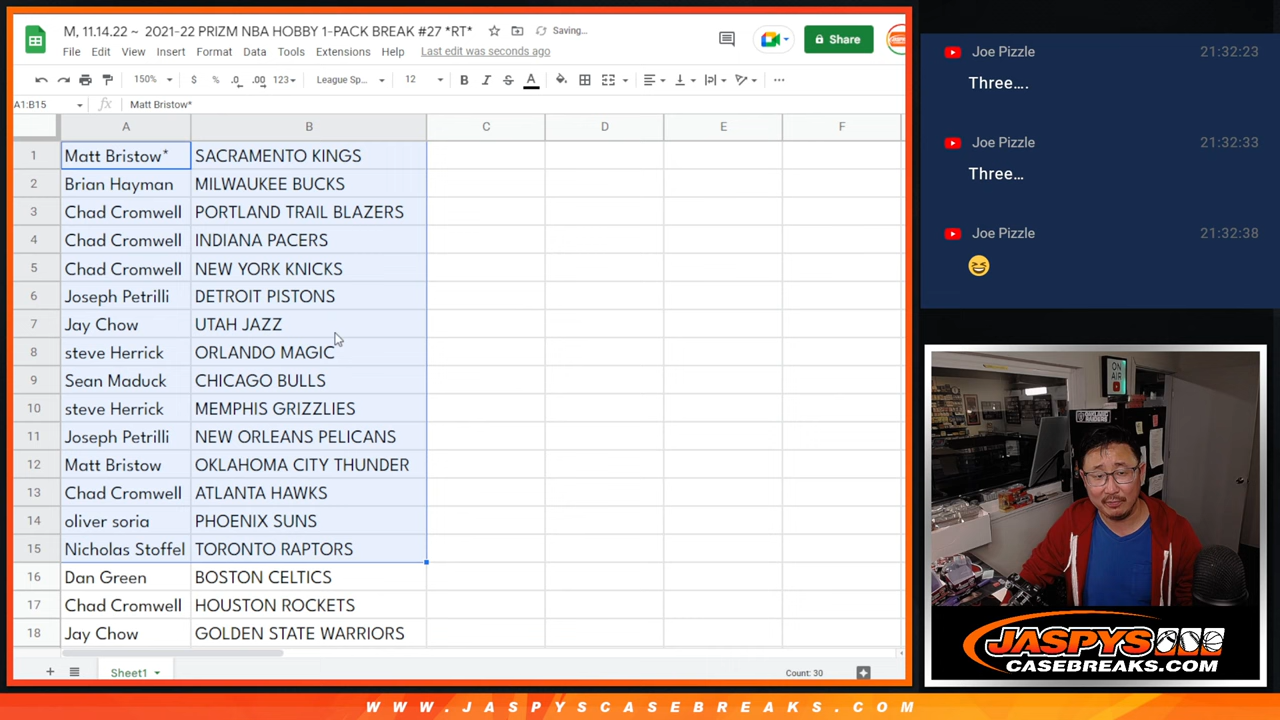 M, 11.14.22 ~ 2021-22 PRIZM NBA HOBBY 1-PACK BREAK #27 *RT*
Saving...
File Edit View Insert Format Data Tools Extensions Help Last edit was seconds ago
Share
150% $ % .0 .00 123 League Sp... 12 B I S A
A1:B15 fx Matt Bristow*
A B C D E F
1 Matt Bristow* SACRAMENTO KINGS
2 Brian Hayman MILWAUKEE BUCKS
3 Chad Cromwell PORTLAND TRAIL BLAZERS
4 Chad Cromwell INDIANA PACERS
5 Chad Cromwell NEW YORK KNICKS
6 Joseph Petrilli DETROIT PISTONS
7 Jay Chow UTAH JAZZ
8 steve Herrick ORLANDO MAGIC
9 Sean Maduck CHICAGO BULLS
10 steve Herrick MEMPHIS GRIZZLIES
11 Joseph Petrilli NEW ORLEANS PELICANS
12 Matt Bristow OKLAHOMA CITY THUNDER
13 Chad Cromwell ATLANTA HAWKS
14 oliver soria PHOENIX SUNS
15 Nicholas Stoffel TORONTO RAPTORS
16 Dan Green BOSTON CELTICS
17 Chad Cromwell HOUSTON ROCKETS
18 Jay Chow GOLDEN STATE WARRIORS
Sheet1
Count: 30
Joe Pizzle 21:32:23
Three....
Joe Pizzle 21:32:33
Three...
Joe Pizzle 21:32:38
😆
ON AIR
JASPYS
CASEBREAKS.COM
WWW.JASPYSCASEBREAKS.COM